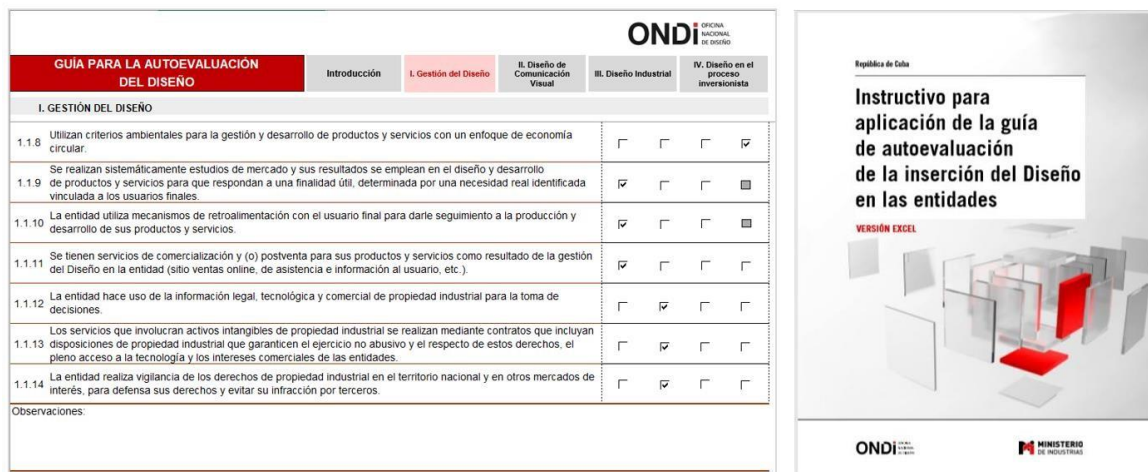 ONDi OFICINA
NACIONAL
DE DISEÑO
GUÍA PARA LA AUTOEVALUACIÓN
DEL DISEÑO
Introducción
I. Gestión del Diseño
II. Diseño de
Comunicación
Visual
III. Diseño Industrial
IV. Diseño en el
proceso
inversionista
I. GESTIÓN DEL DISEÑO
1.1.8 Utilizan criterios ambientales para la gestión y desarrollo de productos y servicios con un enfoque de economía
circular.
1.1.9 Se realizan sistemáticamente estudios de mercado y sus resultados se emplean en el diseño y desarrollo
de productos y servicios para que respondan a una finalidad útil, determinada por una necesidad real identificada
vinculada a los usuarios finales.
1.1.10 La entidad utiliza mecanismos de retroalimentación con el usuario final para darle seguimiento a la producción y
desarrollo de sus productos y servicios.
1.1.11 Se tienen servicios de comercialización y (o) postventa para sus productos y servicios como resultado de la gestión
del Diseño en la entidad (sitio ventas online, de asistencia e información al usuario, etc.).
1.1.12 La entidad hace uso de la información legal, tecnológica y comercial de propiedad industrial para la toma de
decisiones.
1.1.13 Los servicios que involucran activos intangibles de propiedad industrial se realizan mediante contratos que incluyan
disposiciones de propiedad industrial que garanticen el ejercicio no abusivo y el respeto de estos derechos, el
pleno acceso a la tecnología y los intereses comerciales de las entidades.
1.1.14 La entidad realiza vigilancia de los derechos de propiedad industrial en el territorio nacional y en otros mercados de
interés, para defensa sus derechos y evitar su infracción por terceros.
Observaciones:
República de Cuba
Instructivo para
aplicación de la guía
de autoevaluación
de la inserción del Diseño
en las entidades
VERSIÓN EXCEL
ONDi
MINISTERIO
DE INDUSTRIAS